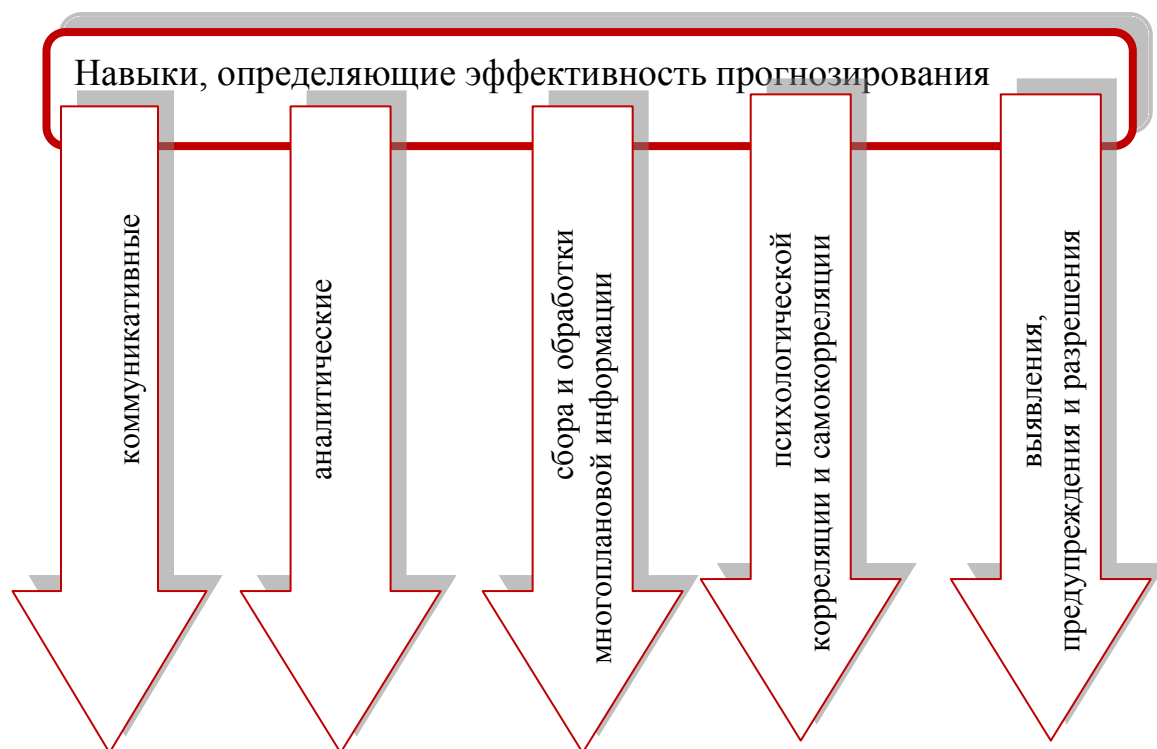 Навыки, определяющие эффективность прогнозирования
коммуникативные
аналитические
сбора и обработки
многоплановой информации
психологической
корреляции и самокорреляции
выявления,
предупреждения и разрешения